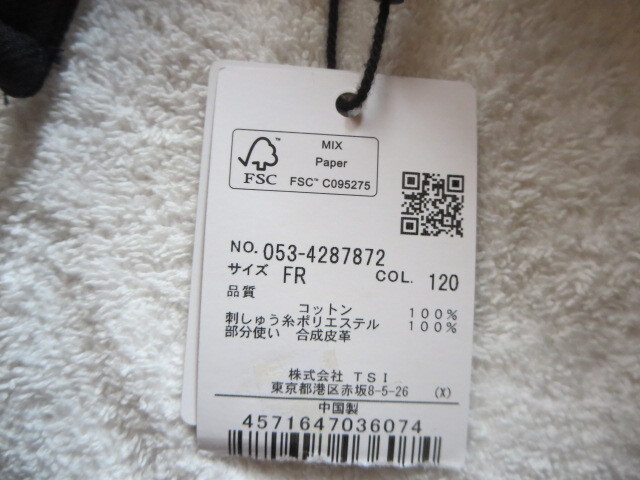 MIX
Paper
FSC™ C095275
FSC
NO. 053-4287872
サイズ FR COL. 120
品質
コットン 100%
刺しゅう糸ポリエステル 100%
部分使い 合成皮革
株式会社 TSI
東京都港区赤坂8-5-26 (X)
中国製
4571647036074